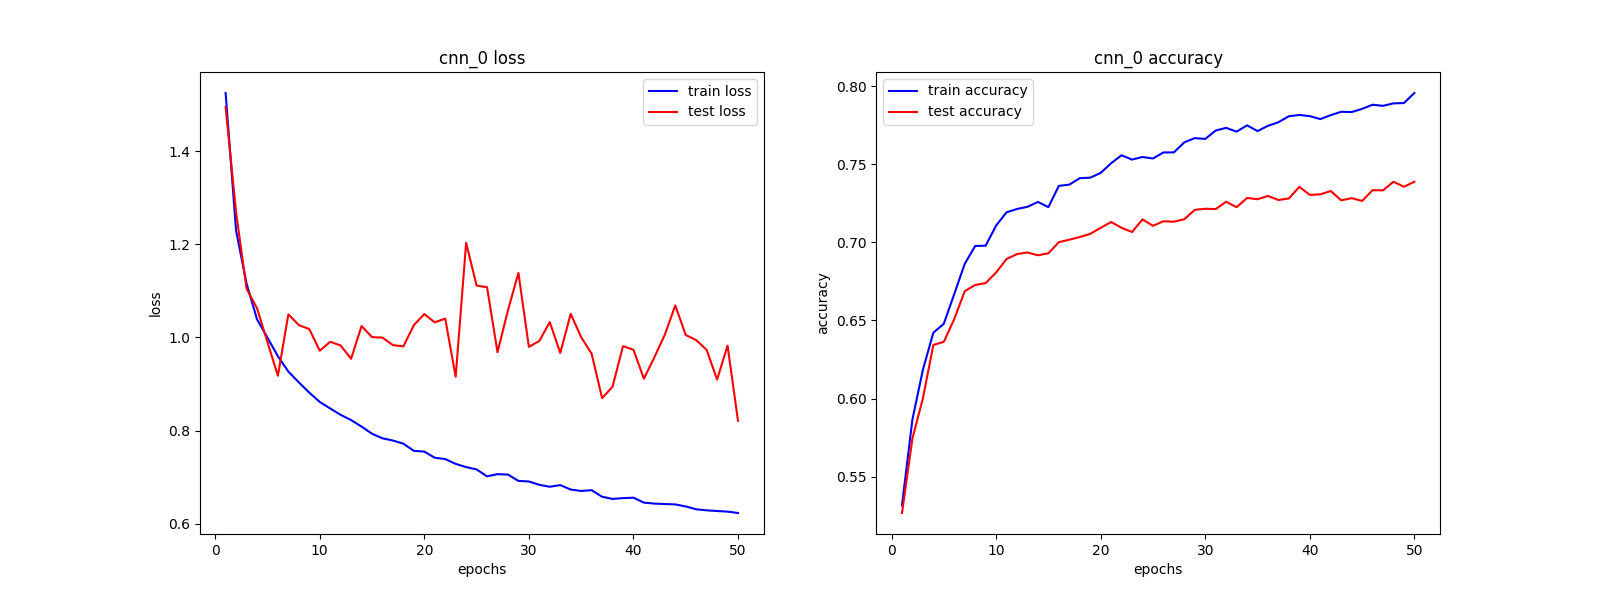 cnn_0 loss
train loss
test loss
1.4
1.2
1.0
0.8
0.6
loss
0
10
20
30
40
50
epochs
cnn_0 accuracy
train accuracy
test accuracy
0.80
0.75
0.70
0.65
0.60
0.55
accuracy
0
10
20
30
40
50
epochs